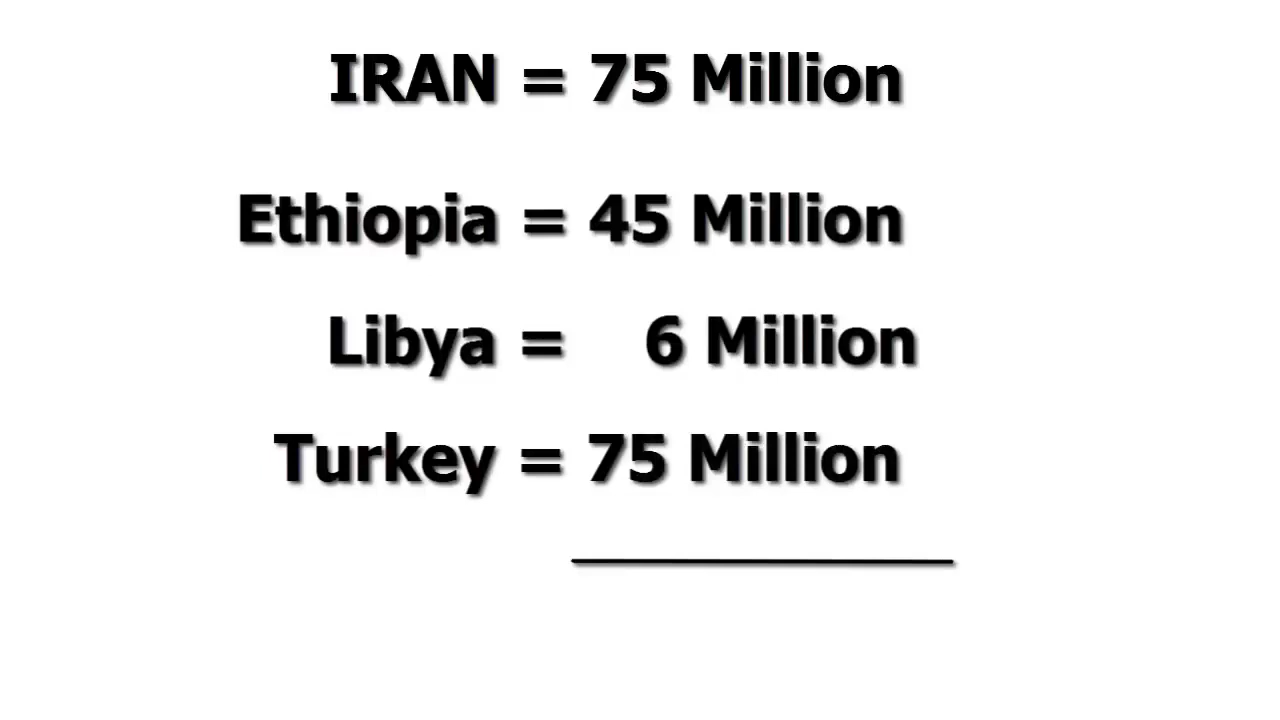 IRAN = 75 Million
Ethiopia = 45 Million
Libya = 6 Million
Turkey = 75 Million